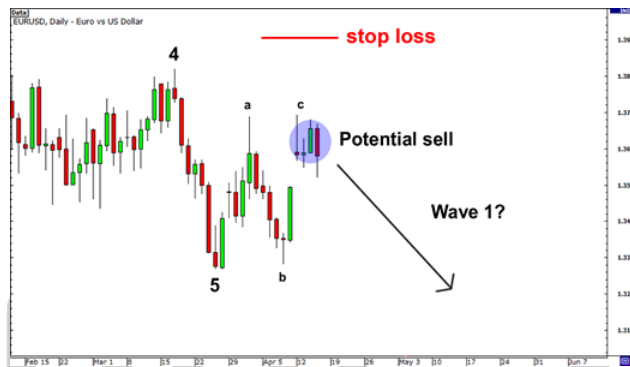 Data
EURUSD, Daily - Euro vs US Dollar
1.39
stop loss
4
1.38
a
c
1.37
Potential sell
1.36
Wave 1?
1.35
1.34
b
5
1.33
1.32
1.31
Feb 15 22 Mar 1 8 15 22 29 Apr 5 12 19 26 May 3 10 17 24 31 Jun 7